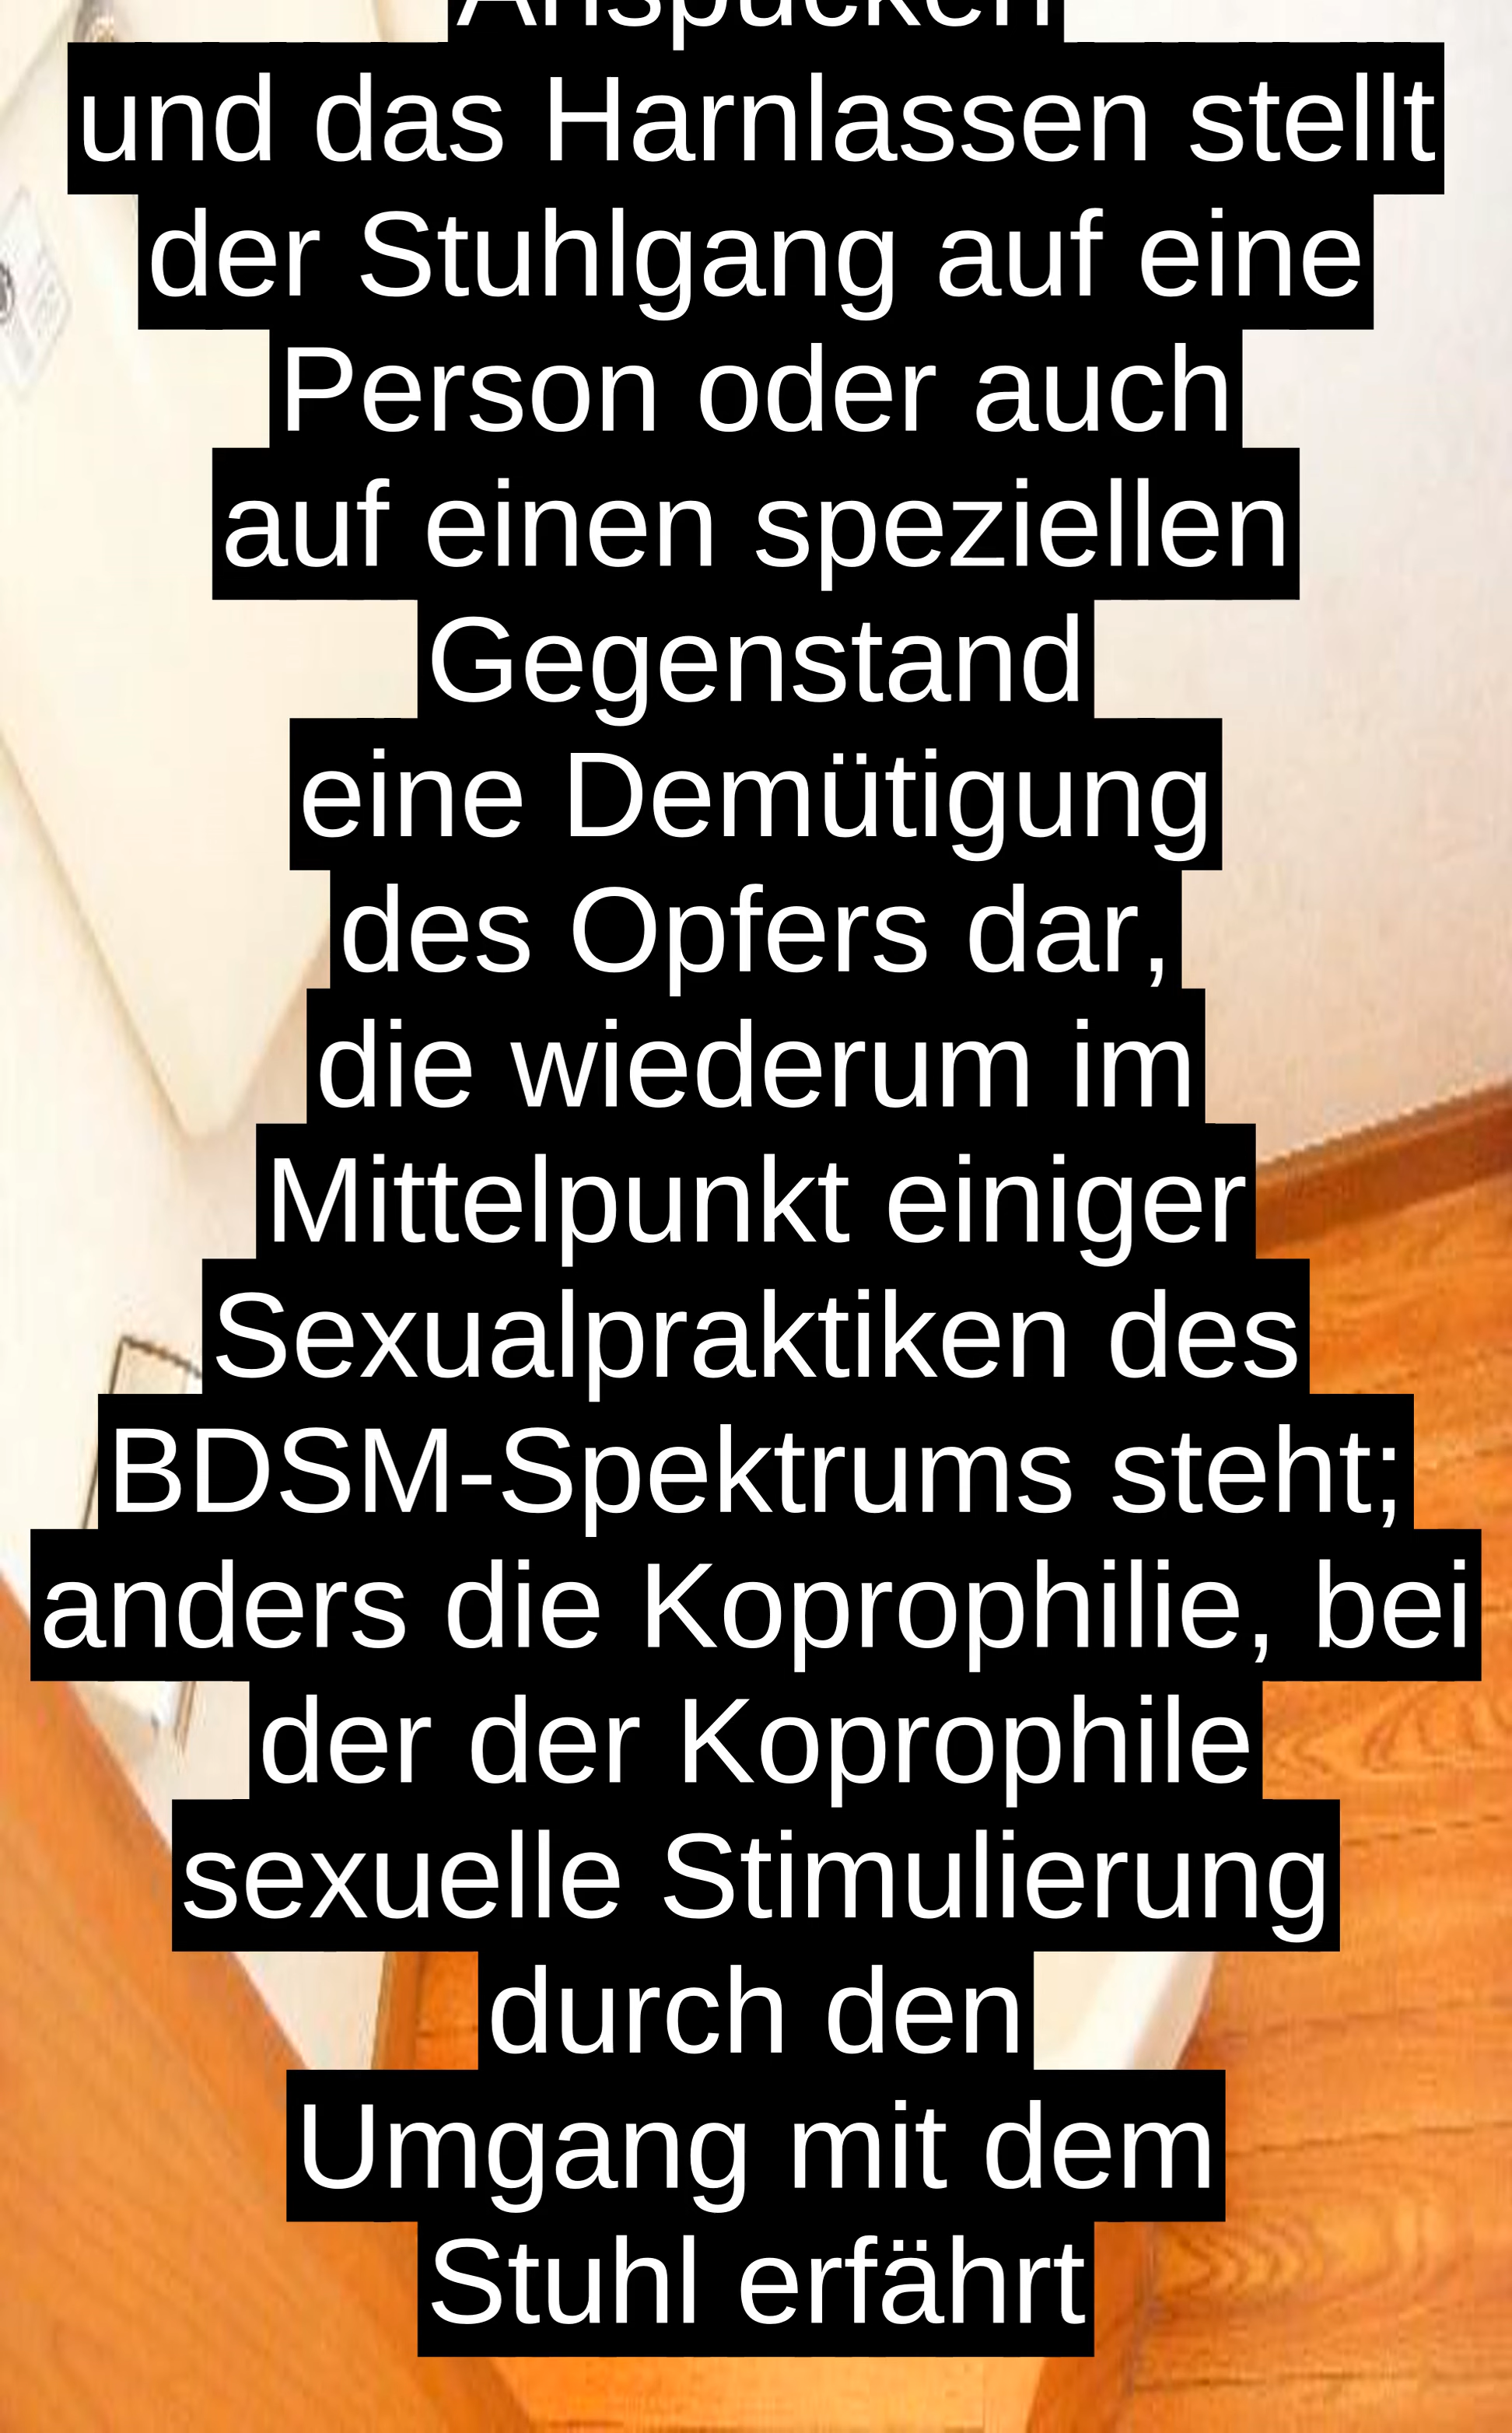 Anspucken
und das Harnlassen stellt
der Stuhlgang auf eine
Person oder auch
auf einen speziellen
Gegenstand
eine Demütigung
des Opfers dar,
die wiederum im
Mittelpunkt einiger
Sexualpraktiken des
BDSM-Spektrums steht;
anders die Koprophilie, bei
der der Koprophile
sexuelle Stimulierung
durch den
Umgang mit dem
Stuhl erfährt